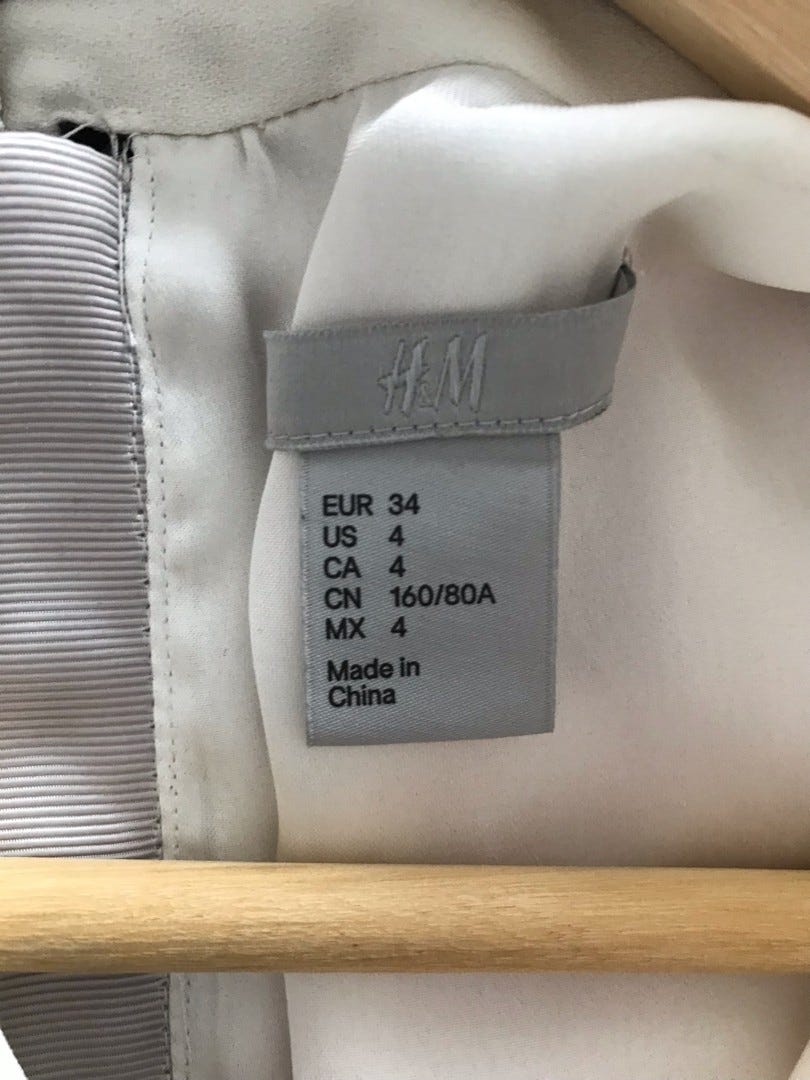 H&M
EUR 34
US 4
CA 4
CN 160/80A
MX 4
Made in
China